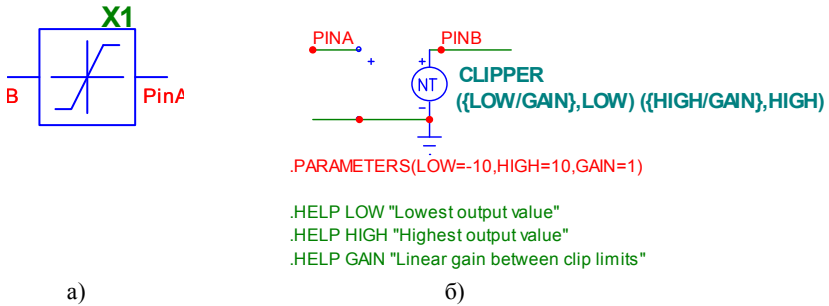 X1
B
PinA
PINA
PINB
NT
CLIPPER
({LOW/GAIN},LOW) ({HIGH/GAIN},HIGH)
.PARAMETERS(LOW=-10,HIGH=10,GAIN=1)
.HELP LOW "Lowest output value"
.HELP HIGH "Highest output value"
.HELP GAIN "Linear gain between clip limits"
а)
б)